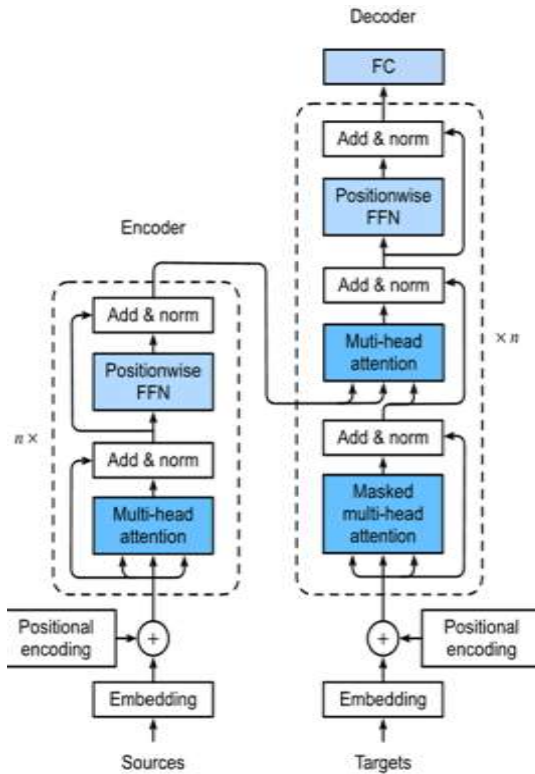 Decoder
FC
Add & norm
Positionwise
FFN
Encoder
Add & norm
Add & norm
Muti-head
attention
× n
Positionwise
FFN
n ×
Add & norm
Add & norm
Multi-head
attention
Masked
multi-head
attention
Positional
encoding
+
+
Positional
encoding
Embedding
Embedding
Sources
Targets